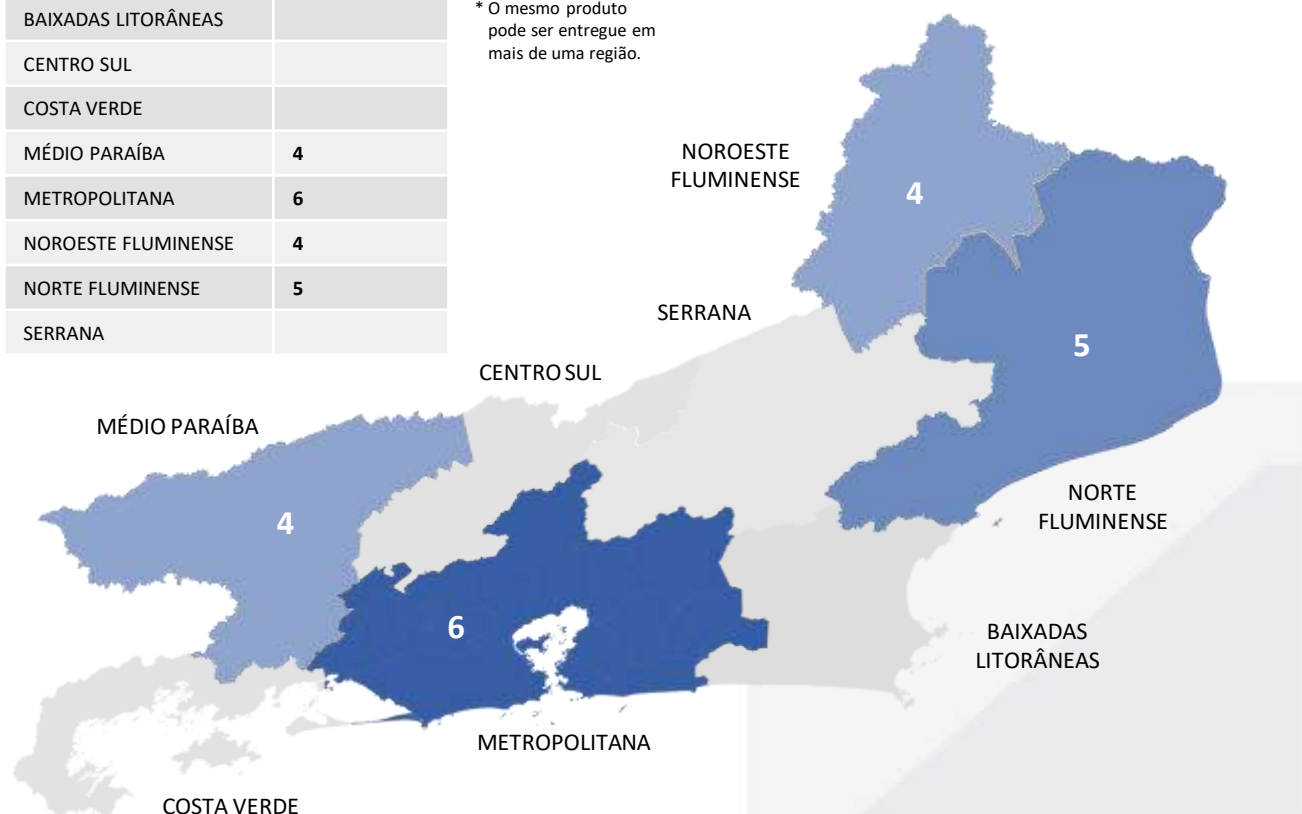 BAIXADAS LITORÂNEAS
CENTRO SUL
COSTA VERDE
MÉDIO PARAÍBA 4
METROPOLITANA 6
NOROESTE FLUMINENSE 4
NORTE FLUMINENSE 5
SERRANA
* O mesmo produto
pode ser entregue em
mais de uma região.
NOROESTE
FLUMINENSE
4
SERRANA
5
CENTRO SUL
MÉDIO PARAÍBA
4
NORTE
FLUMINENSE
6
BAIXADAS
LITORÂNEAS
METROPOLITANA
COSTA VERDE